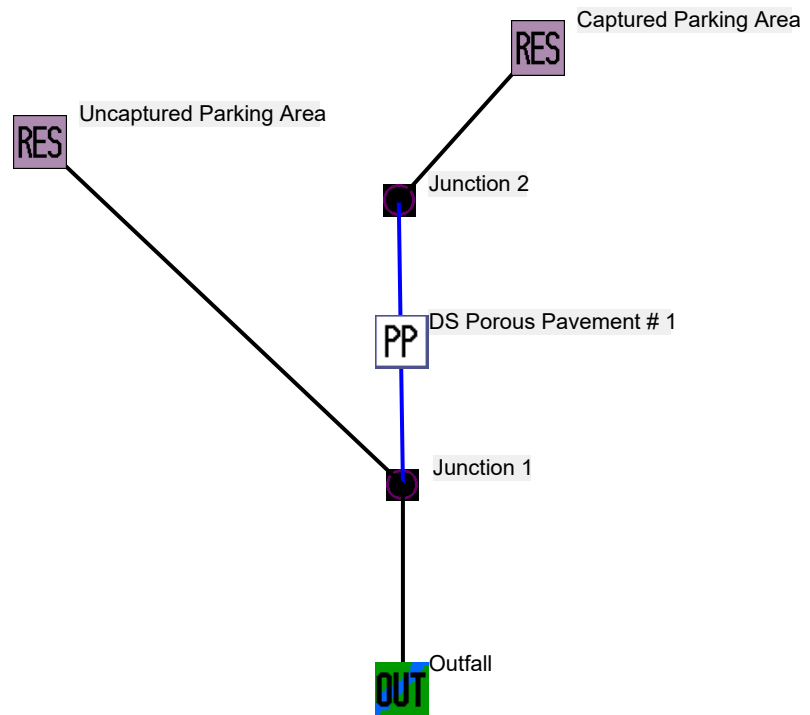 RES
Captured Parking Area
RES
Uncaptured Parking Area
Junction 2
PP
DS Porous Pavement # 1
Junction 1
OUT
Outfall